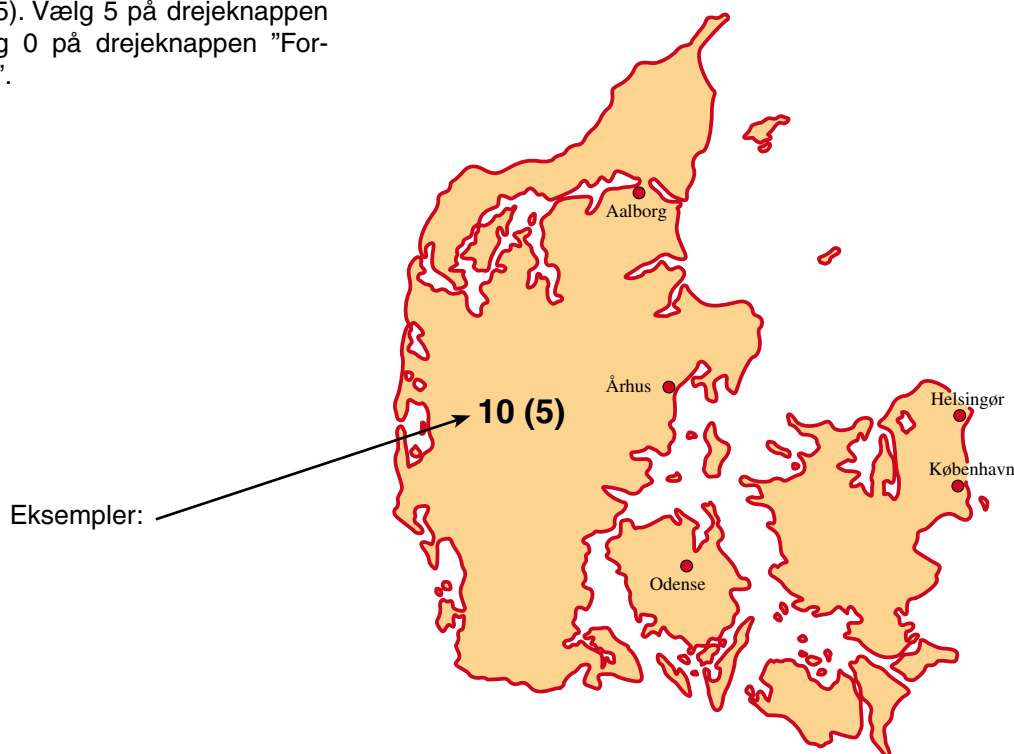 5). Vælg 5 på drejeknappen
g 0 på drejeknappen ”For-
”.
Aalborg
Århus
10 (5)
Helsingør
København
Eksempler:
Odense